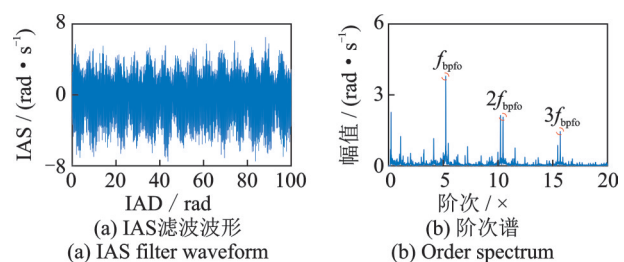 8
0
−8
IAS / (rad · s⁻¹)
0 20 40 60 80 100
IAD / rad
(a) IAS滤波波形
(a) IAS filter waveform
6
3
0
幅值 / (rad · s⁻¹)
f_bpfo
2f_bpfo
3f_bpfo
0 5 10 15 20
阶次 / ×
(b) 阶次谱
(b) Order spectrum